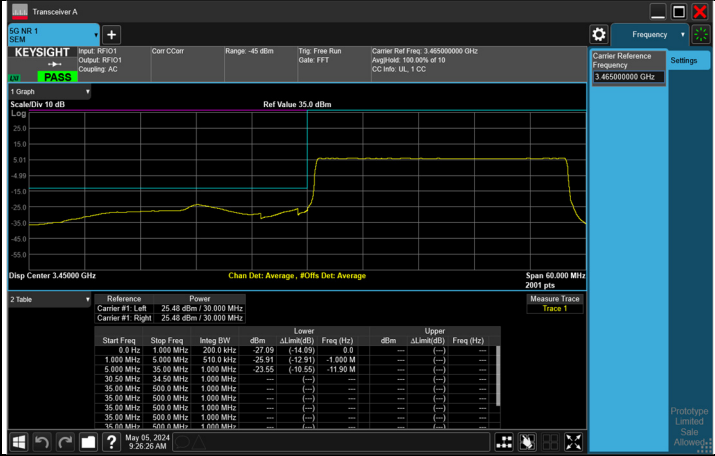 Transceiver A
5G NR 1
SEM
Frequency
KEYSIGHT
Input: RFIO1
Output: RFIO1
Coupling: AC
Corr CCorr
Range: -45 dBm
Trig: Free Run
Gate: FFT
Carrier Ref Freq: 3.465000000 GHz
Avg|Hold: 100.00% of 10
CC Info: UL, 1 CC
PASS
Carrier Reference
Frequency
3.465000000 GHz
Settings
1 Graph
Scale/Div 10 dB
Ref Value 35.0 dBm
Log
25.0
15.0
5.01
-4.99
-15.0
-25.0
-35.0
-45.0
-55.0
Disp Center 3.45000 GHz
Chan Det: Average , #Offs Det: Average
Span 60.000 MHz
2001 pts
2 Table
Reference Power
Carrier #1: Left 25.48 dBm / 30.000 MHz
Carrier #1: Right 25.48 dBm / 30.000 MHz
Measure Trace
Trace 1
Lower Upper
Start Freq Stop Freq Integ BW dBm ΔLimit(dB) Freq (Hz) dBm ΔLimit(dB) Freq (Hz)
0.0 Hz 1.000 MHz 200.0 kHz -27.09 (-14.09) 0.0 --- (---) ---
1.000 MHz 5.000 MHz 510.0 kHz -25.91 (-12.91) -1.000 M --- (---) ---
5.000 MHz 35.00 MHz 1.000 MHz -23.55 (-10.55) -11.90 M --- (---) ---
30.50 MHz 34.50 MHz 1.000 MHz --- (---) --- --- (---) ---
35.00 MHz 500.0 MHz 1.000 MHz --- (---) --- --- (---) ---
35.00 MHz 500.0 MHz 1.000 MHz --- (---) --- --- (---) ---
35.00 MHz 500.0 MHz 1.000 MHz --- (---) --- --- (---) ---
35.00 MHz 500.0 MHz 1.000 MHz --- (---) --- --- (---) ---
35.00 MHz 500.0 MHz 1.000 MHz --- (---) --- --- (---) ---
Prototype
Limited
Sale
Allowed
May 05, 2024
9:26:26 AM